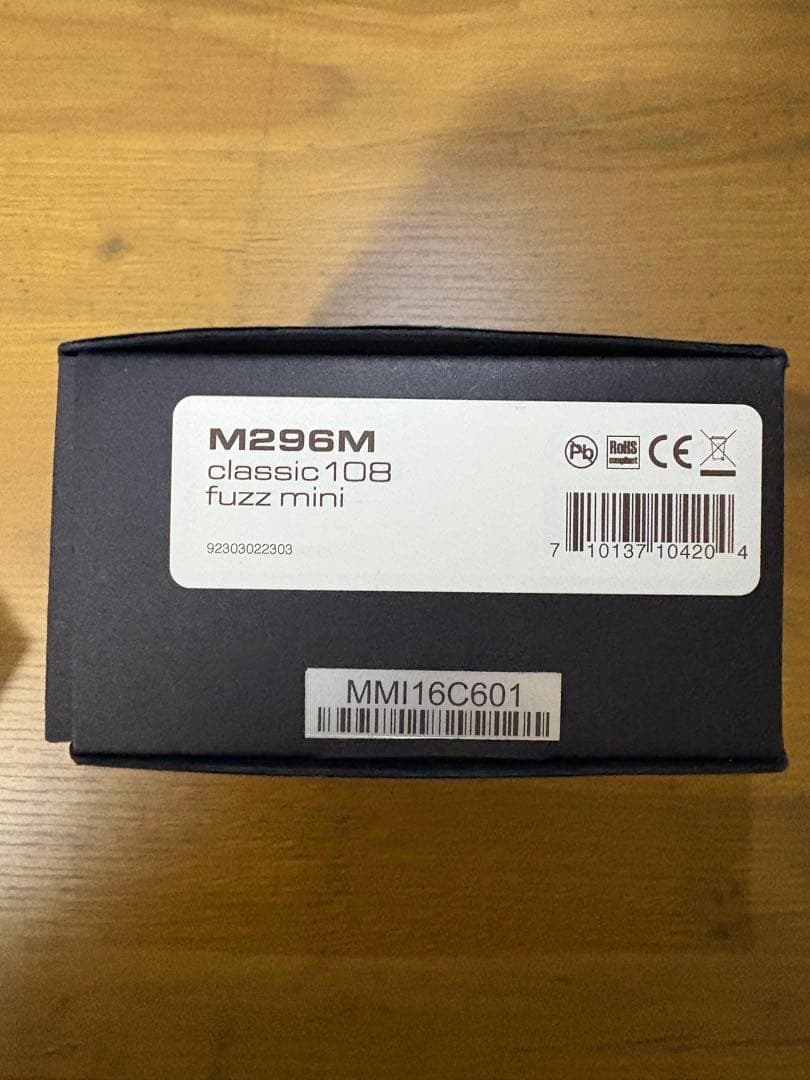 M296M
classic 108
fuzz mini
92303022303
Pb
RoHS
compliant
CE
7 10137 10420 4
MMI16C601